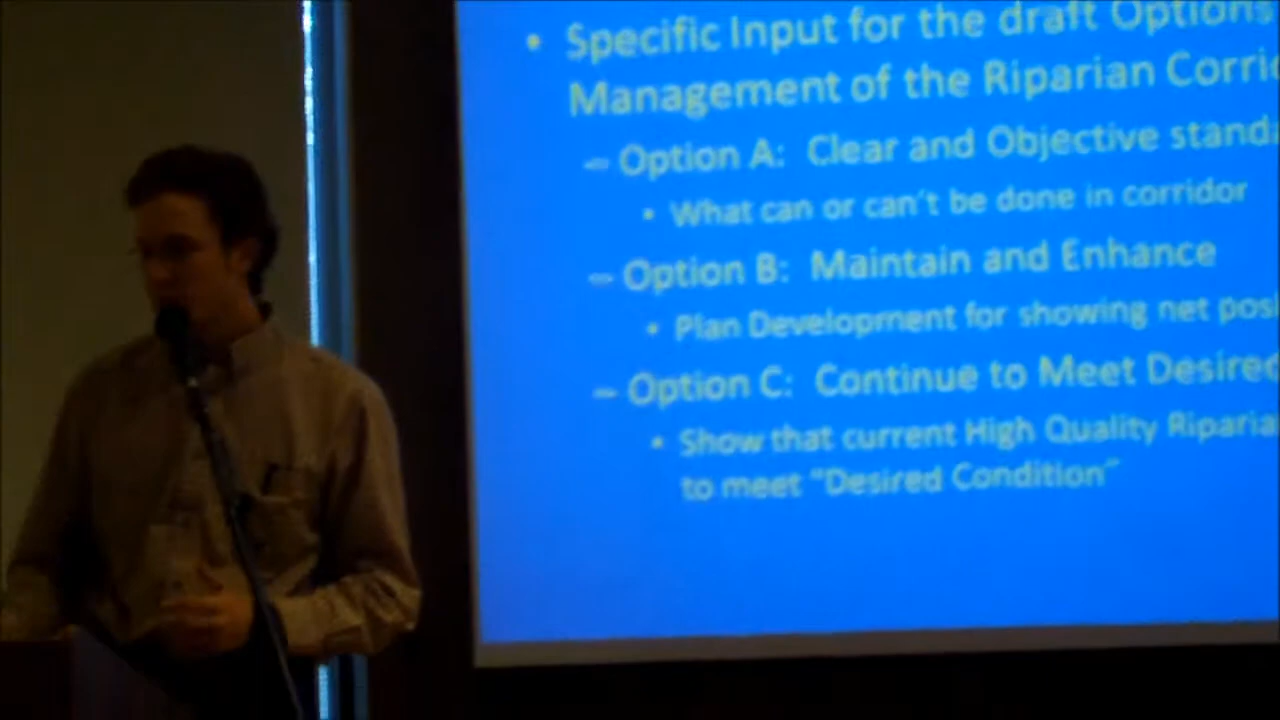 • Specific Input for the draft Options
Management of the Riparian Corri
– Option A: Clear and Objective stand
• What can or can't be done in corridor
– Option B: Maintain and Enhance
• Plan Development for showing net posi
– Option C: Continue to Meet Desired
• Show that current High Quality Riparia
to meet "Desired Condition"